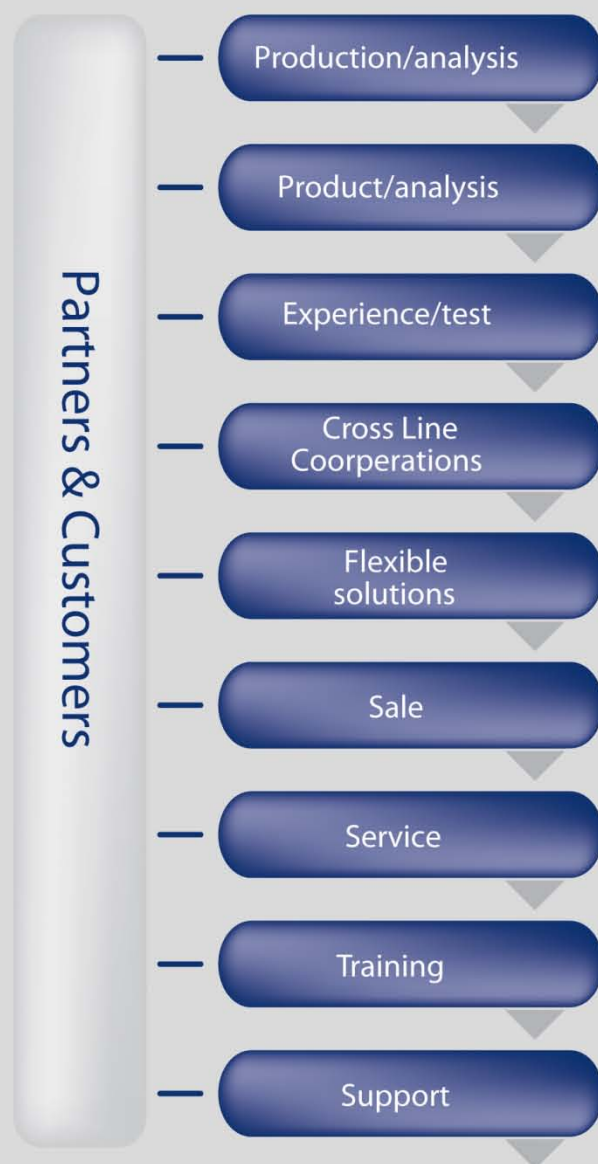 Partners & Customers
Production/analysis
Product/analysis
Experience/test
Cross Line
Coorperations
Flexible
solutions
Sale
Service
Training
Support